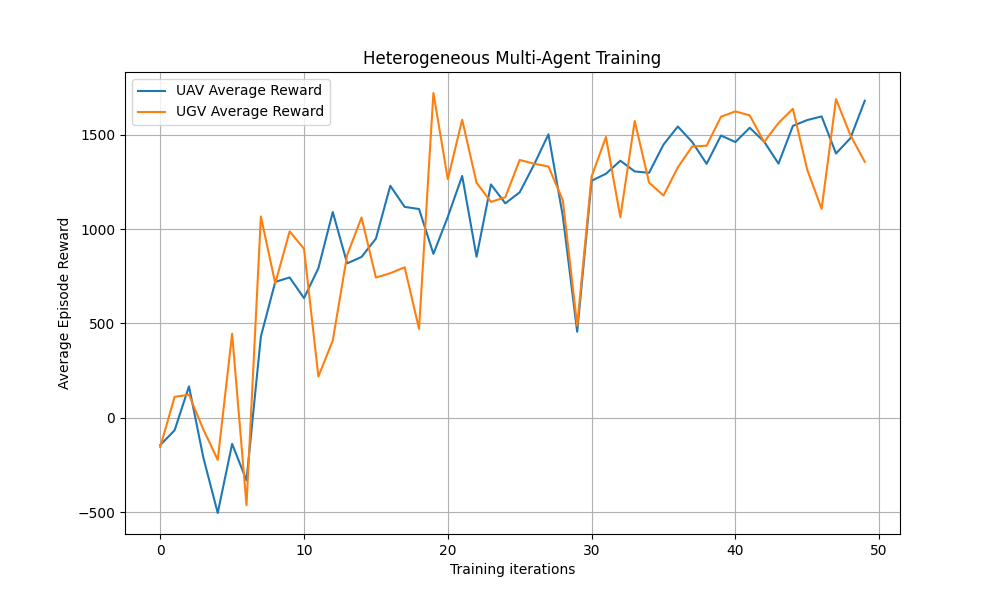 Heterogeneous Multi-Agent Training
UAV Average Reward
UGV Average Reward
Average Episode Reward
1500
1000
500
0
−500
0 10 20 30 40 50
Training iterations